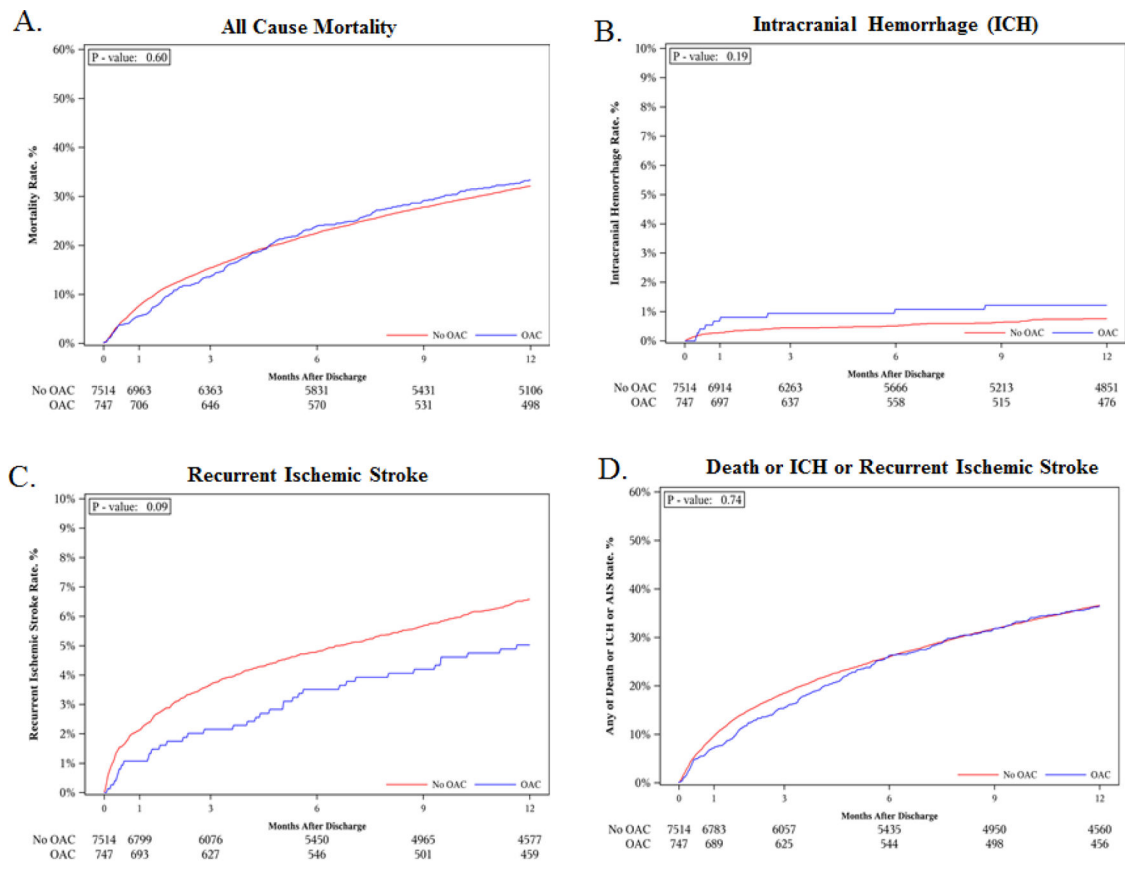 A.
All Cause Mortality
P - value: 0.60
60%
50%
40%
30%
20%
10%
0%
Mortality Rate. %
No OAC OAC
0 1 3 6 9 12
Months After Discharge
No OAC 7514 6963 6363 5831 5431 5106
OAC 747 706 646 570 531 498
B.
Intracranial Hemorrhage (ICH)
P - value: 0.19
10%
9%
8%
7%
6%
5%
4%
3%
2%
1%
0%
Intracranial Hemorrhage Rate. %
No OAC OAC
0 1 3 6 9 12
Months After Discharge
No OAC 7514 6914 6263 5666 5213 4851
OAC 747 697 637 558 515 476
C.
Recurrent Ischemic Stroke
P - value: 0.09
10%
9%
8%
7%
6%
5%
4%
3%
2%
1%
0%
Recurrent Ischemic Stroke Rate. %
No OAC OAC
0 1 3 6 9 12
Months After Discharge
No OAC 7514 6799 6076 5450 4965 4577
OAC 747 693 627 546 501 459
D.
Death or ICH or Recurrent Ischemic Stroke
P - value: 0.74
60%
50%
40%
30%
20%
10%
0%
Any of Death or ICH or AIS Rate. %
No OAC OAC
0 1 3 6 9 12
Months After Discharge
No OAC 7514 6783 6057 5435 4950 4560
OAC 747 689 625 544 498 456